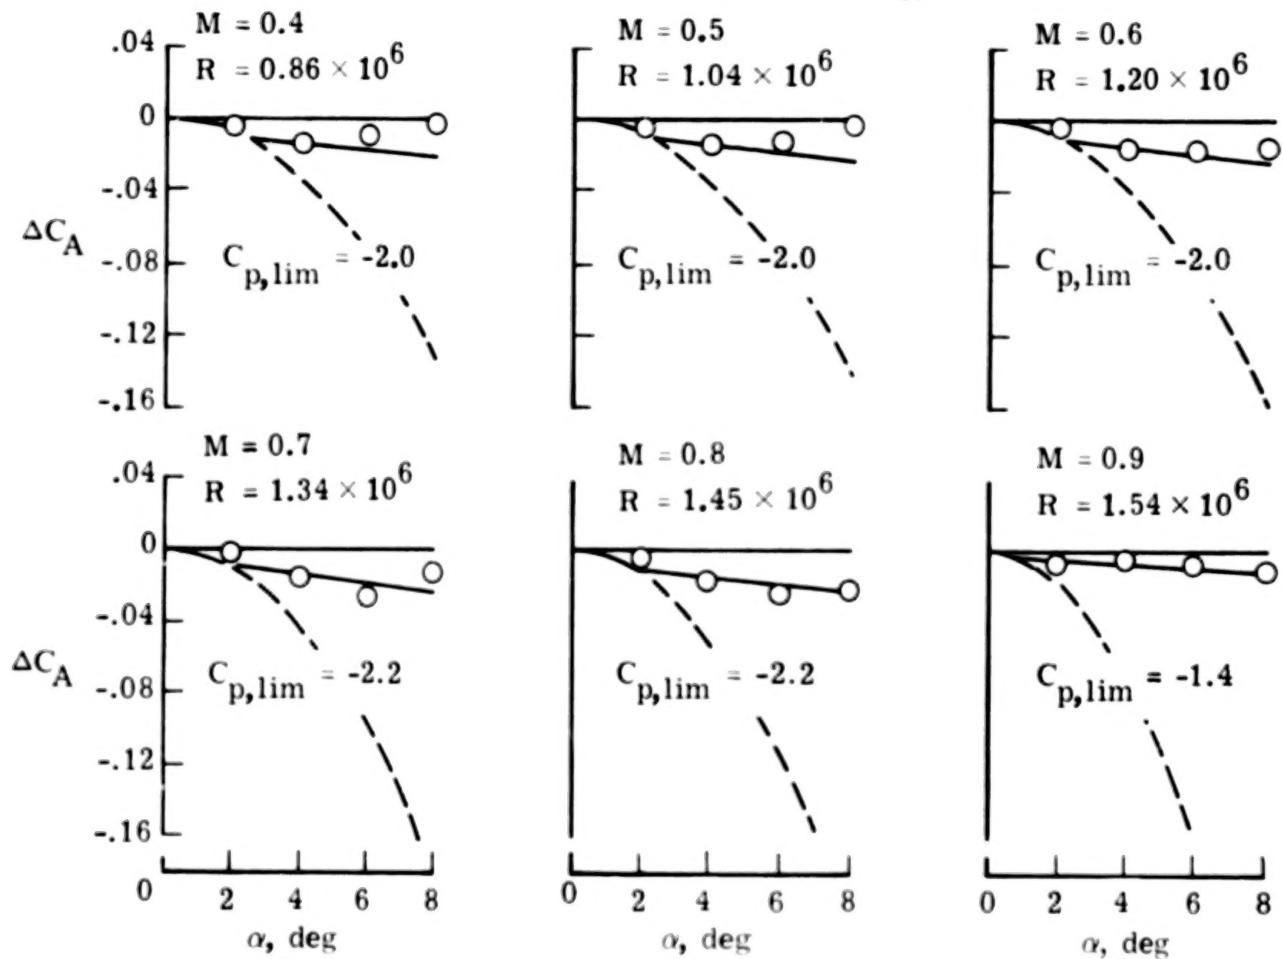 M = 0.4
R = 0.86 × 10^6
.04
0
-.04
-.08
-.12
-.16
ΔC_A
C_p,lim = -2.0
M = 0.5
R = 1.04 × 10^6
C_p,lim = -2.0
M = 0.6
R = 1.20 × 10^6
C_p,lim = -2.0
M = 0.7
R = 1.34 × 10^6
.04
0
-.04
-.08
-.12
-.16
ΔC_A
C_p,lim = -2.2
0 2 4 6 8
α, deg
M = 0.8
R = 1.45 × 10^6
C_p,lim = -2.2
0 2 4 6 8
α, deg
M = 0.9
R = 1.54 × 10^6
C_p,lim = -1.4
0 2 4 6 8
α, deg